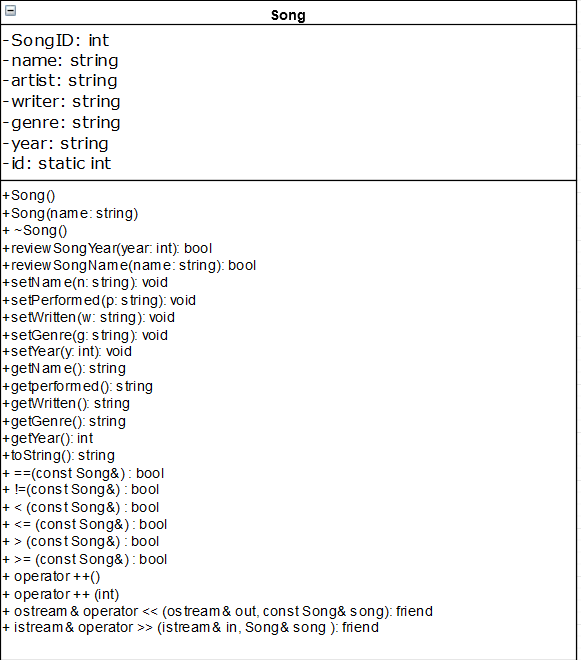 Song
-SongID: int
-name: string
-artist: string
-writer: string
-genre: string
-year: string
-id: static int
+Song()
+Song(name: string)
+ ~Song()
+reviewSongYear(year: int): bool
+reviewSongName(name: string): bool
+setName(n: string): void
+setPerformed(p: string): void
+setWritten(w: string): void
+setGenre(g: string): void
+setYear(y: int): void
+getName(): string
+getperformed(): string
+getWritten(): string
+getGenre(): string
+getYear(): int
+toString(): string
+ ==(const Song&) : bool
+ !=(const Song&) : bool
+ < (const Song&) : bool
+ <= (const Song&) : bool
+ > (const Song&) : bool
+ >= (const Song&) : bool
+ operator ++()
+ operator ++ (int)
+ ostream& operator << (ostream& out, const Song& song): friend
+ istream& operator >> (istream& in, Song& song ): friend